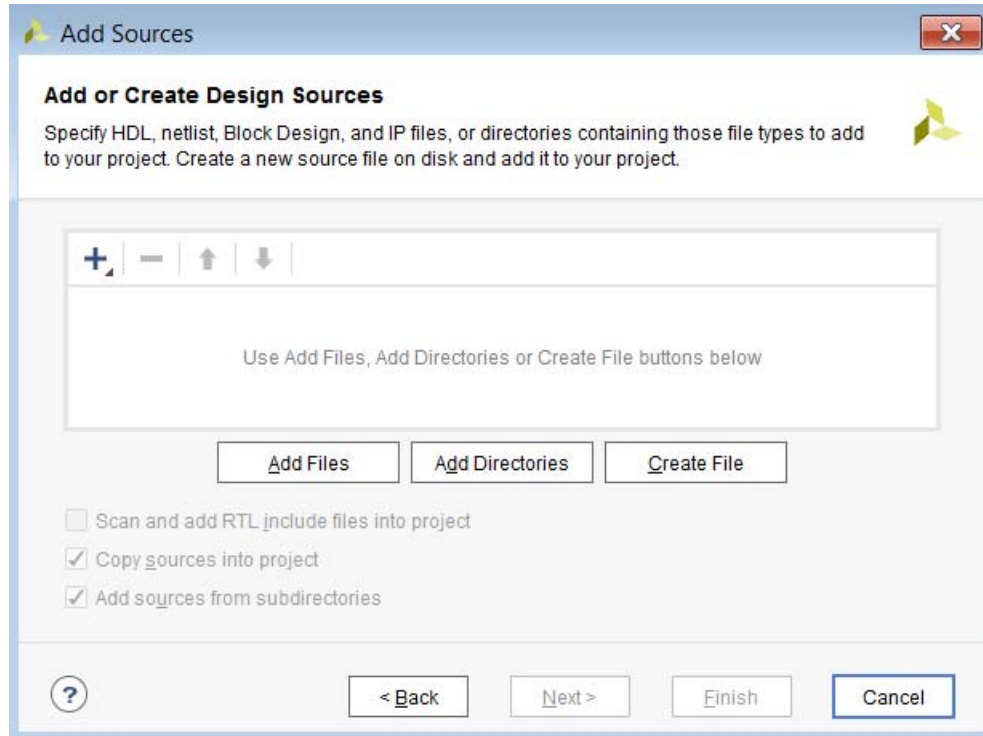 Add Sources
Add or Create Design Sources
Specify HDL, netlist, Block Design, and IP files, or directories containing those file types to add
to your project. Create a new source file on disk and add it to your project.
Use Add Files, Add Directories or Create File buttons below
Add Files
Add Directories
Create File
Scan and add RTL include files into project
Copy sources into project
Add sources from subdirectories
?
< Back
Next >
Finish
Cancel